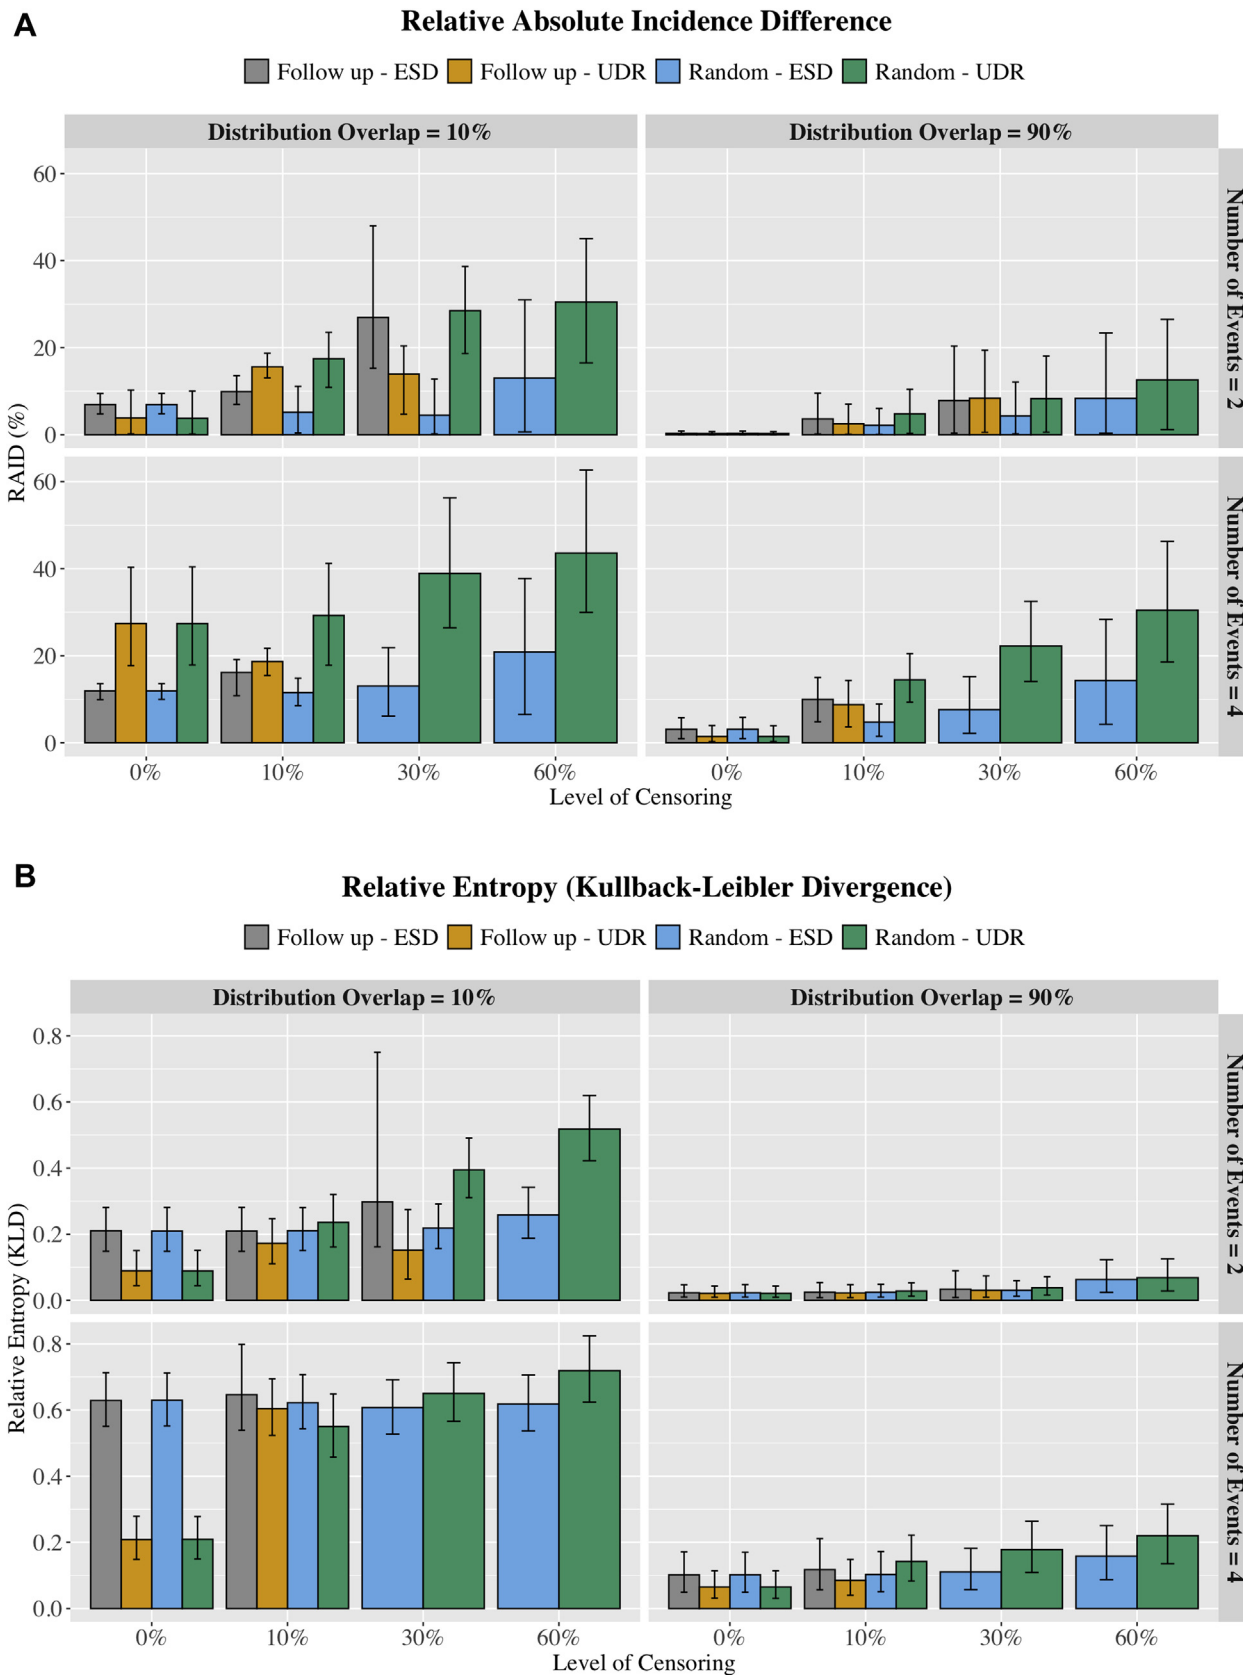 A
Relative Absolute Incidence Difference
Follow up - ESD Follow up - UDR Random - ESD Random - UDR
Distribution Overlap = 10% Distribution Overlap = 90%
60
40
20
0
Number of Events = 2
RAID (%)
60
40
20
0
Number of Events = 4
0% 10% 30% 60% 0% 10% 30% 60%
Level of Censoring
B
Relative Entropy (Kullback-Leibler Divergence)
Follow up - ESD Follow up - UDR Random - ESD Random - UDR
Distribution Overlap = 10% Distribution Overlap = 90%
0.8
0.6
0.4
0.2
0.0
Number of Events = 2
Relative Entropy (KLD)
0.8
0.6
0.4
0.2
0.0
Number of Events = 4
0% 10% 30% 60% 0% 10% 30% 60%
Level of Censoring